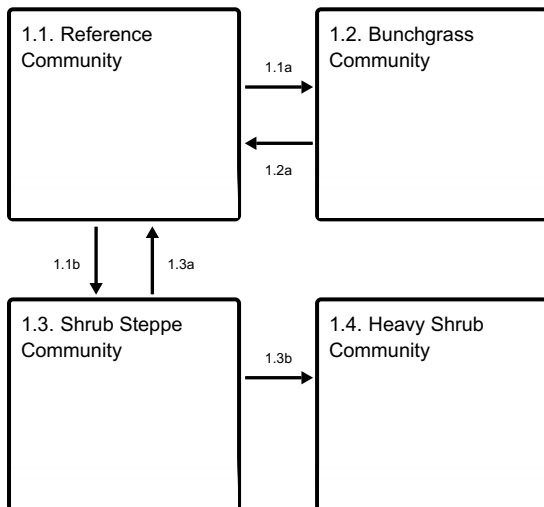 1.1. Reference
Community
1.2. Bunchgrass
Community
1.1a
1.2a
1.1b
1.3a
1.3. Shrub Steppe
Community
1.4. Heavy Shrub
Community
1.3b